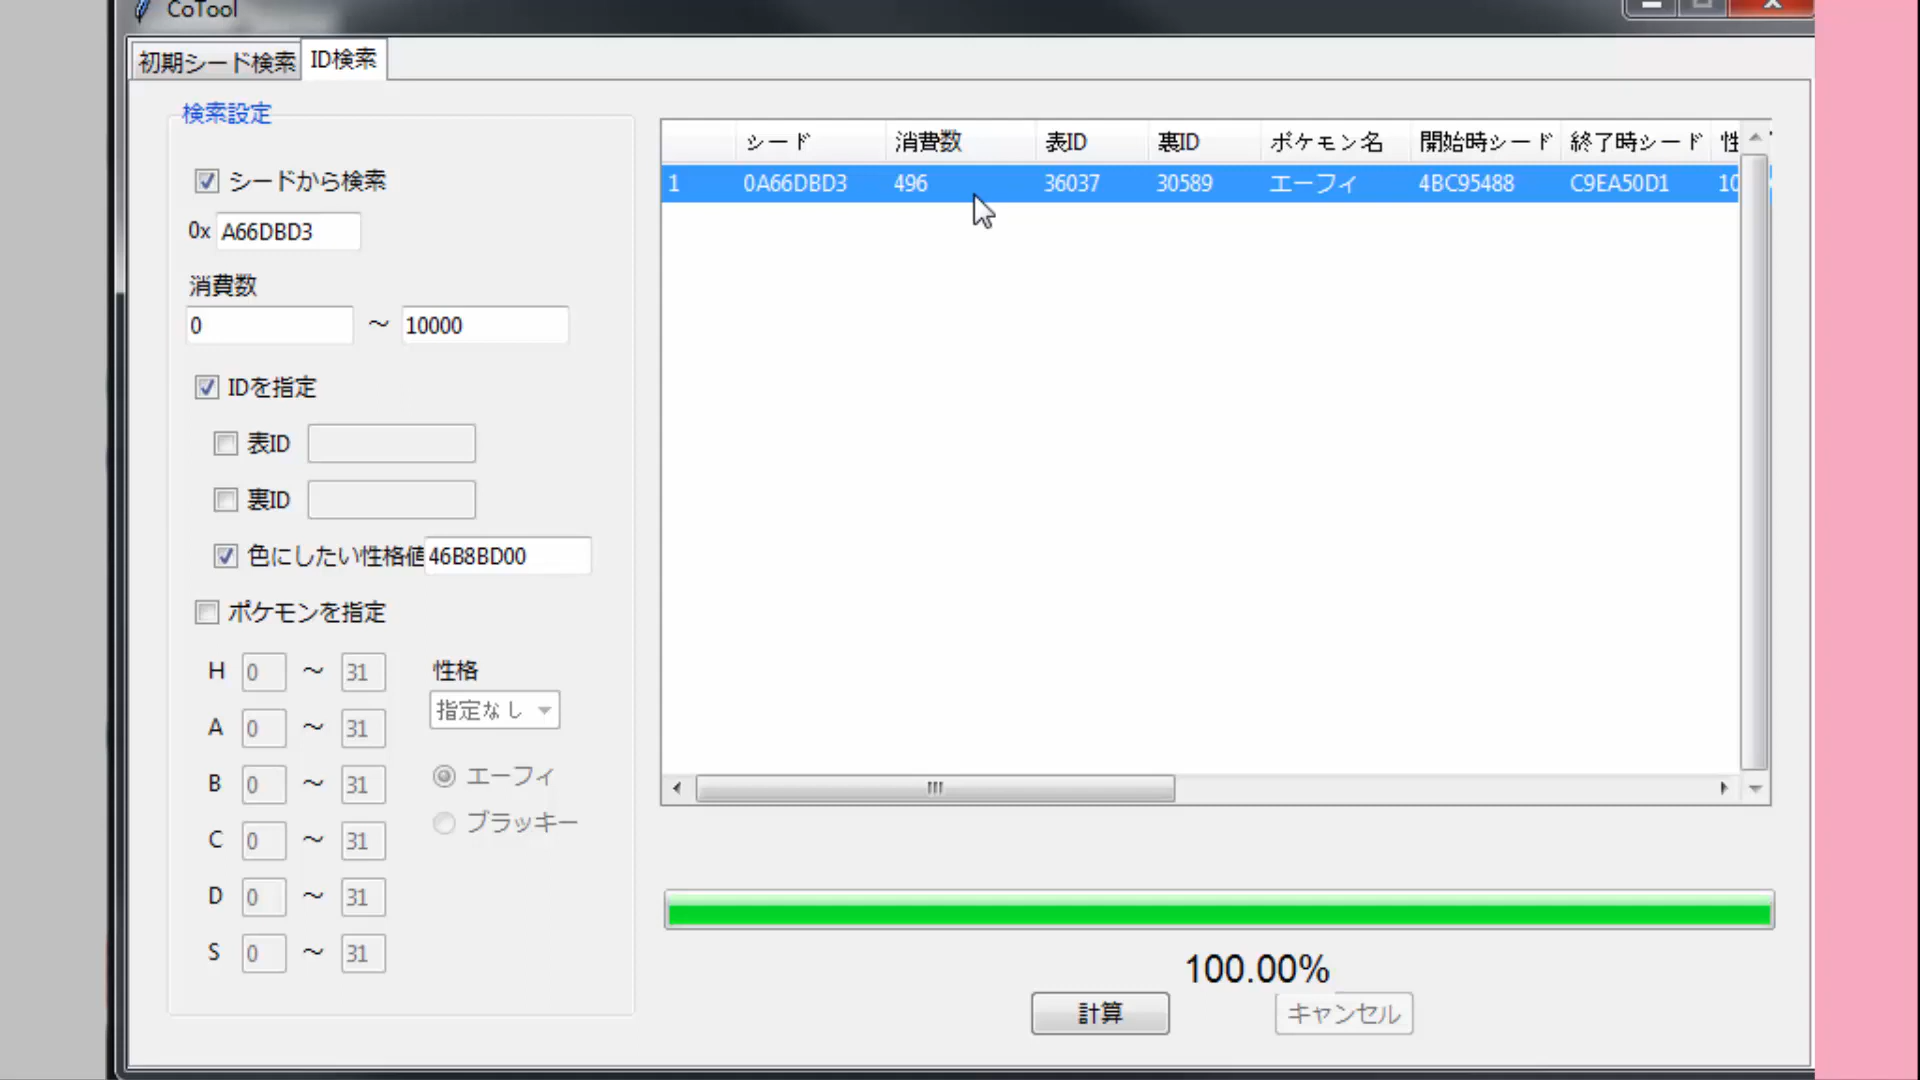 CoTool
初期シード検索 ID検索
検索設定
シードから検索
0x A66DBD3
消費数
0 ～ 10000
IDを指定
表ID
裏ID
色にしたい性格値 46B8BD00
ポケモンを指定
H 0 ～ 31
A 0 ～ 31
B 0 ～ 31
C 0 ～ 31
D 0 ～ 31
S 0 ～ 31
性格
指定なし
エーフィ
ブラッキー
シード 消費数 表ID 裏ID ポケモン名 開始時シード 終了時シード 性
1 0A66DBD3 496 36037 30589 エーフィ 4BC95488 C9EA50D1 10
100.00%
計算 キャンセル